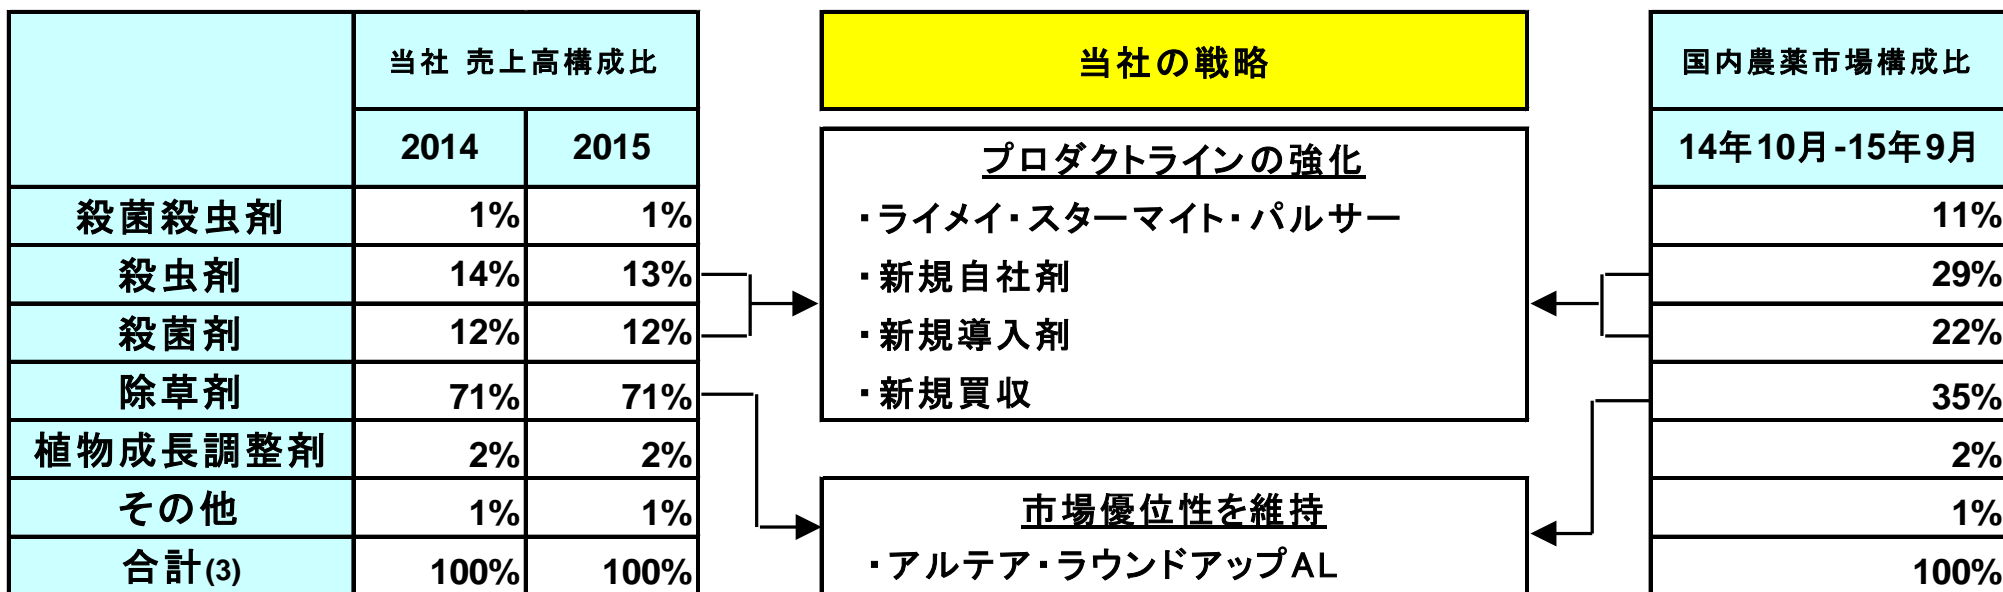 当社 売上高構成比 当社の戦略 国内農薬市場構成比
2014 2015 14年10月-15年9月
プロダクトラインの強化
殺菌殺虫剤 1% 1% ・ライメイ・スターマイト・パルサー 11%
殺虫剤 14% 13% ・新規自社剤 29%
殺菌剤 12% 12% ・新規導入剤 22%
除草剤 71% 71% ・新規買収 35%
植物成長調整剤 2% 2% 2%
その他 1% 1% 市場優位性を維持 1%
合計(3) 100% 100% ・アルテア・ラウンドアップAL 100%